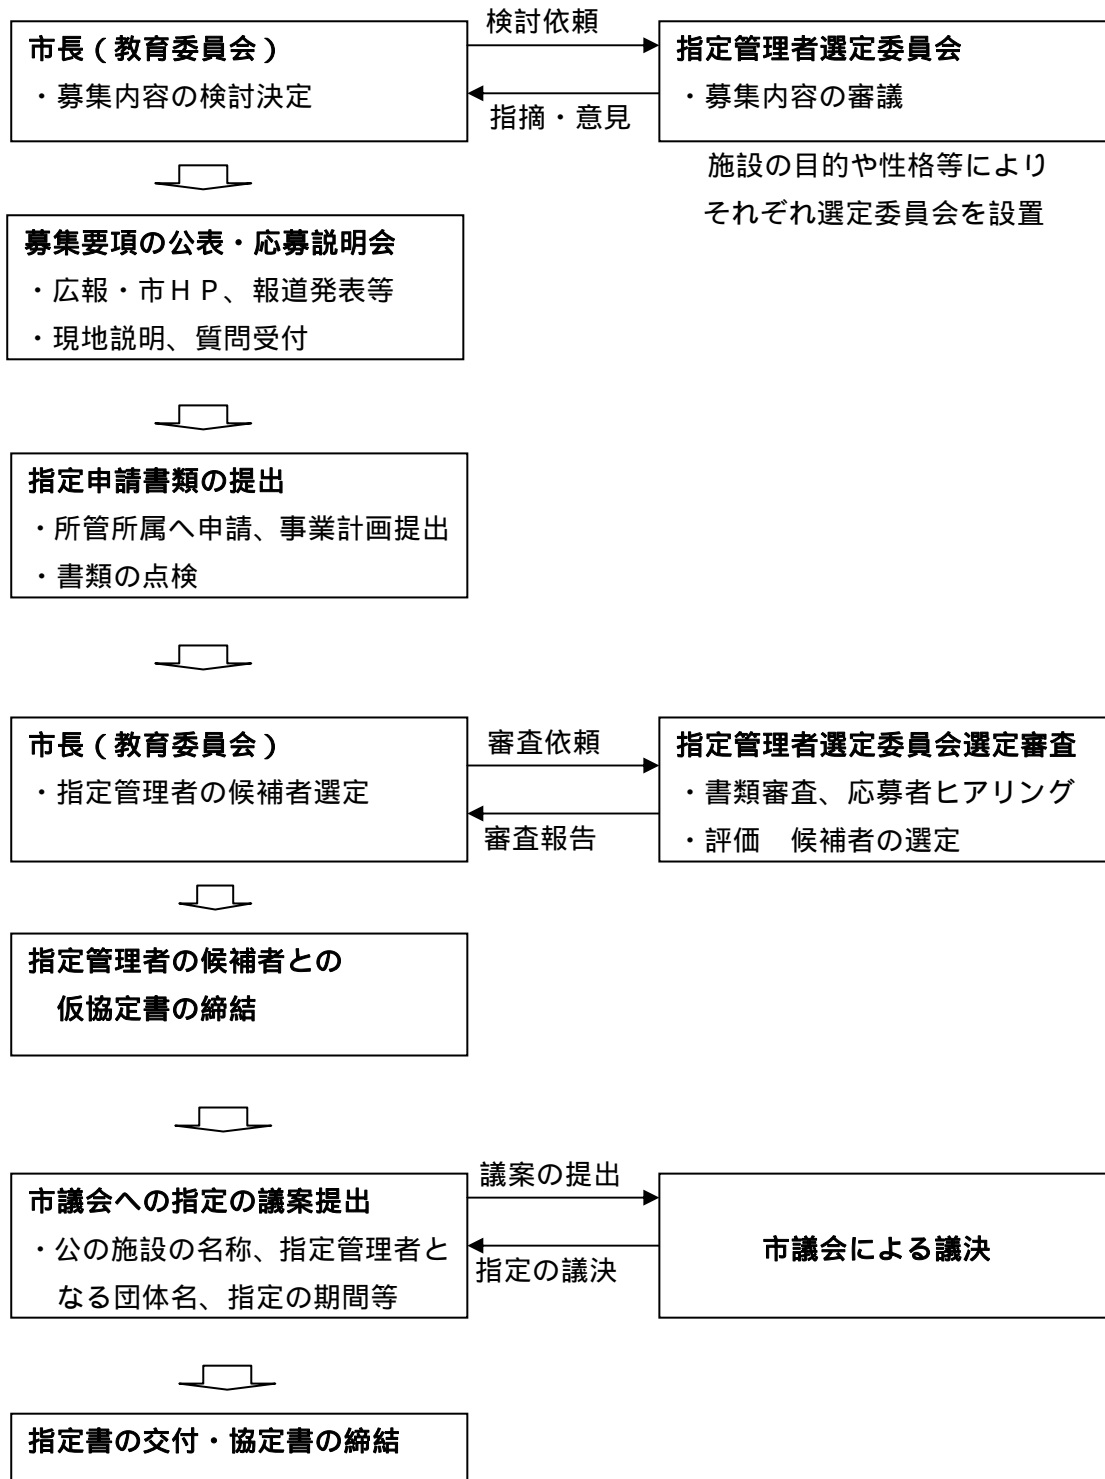 検討依頼
市長（教育委員会）
・募集内容の検討決定
指定管理者選定委員会
・募集内容の審議
指摘・意見
施設の目的や性格等により
それぞれ選定委員会を設置
募集要項の公表・応募説明会
・広報・市ＨＰ、報道発表等
・現地説明、質問受付
指定申請書類の提出
・所管所属へ申請、事業計画提出
・書類の点検
市長（教育委員会）
・指定管理者の候補者選定
審査依頼
審査報告
指定管理者選定委員会選定審査
・書類審査、応募者ヒアリング
・評価　候補者の選定
指定管理者の候補者との
仮協定書の締結
市議会への指定の議案提出
・公の施設の名称、指定管理者と
なる団体名、指定の期間等
議案の提出
指定の議決
市議会による議決
指定書の交付・協定書の締結